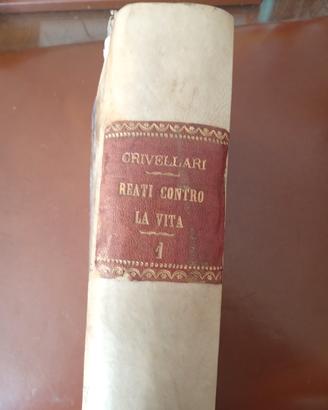 CRIVELLARI
REATI CONTRO
LA VITA
1